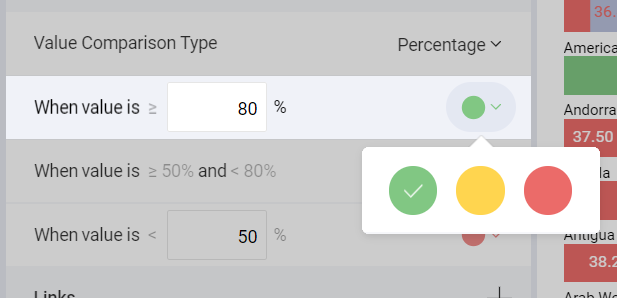 36.
Value Comparison Type Percentage
America
When value is ≥ 80 %
Andorra
37.50
When value is ≥ 50% and < 80%
la
When value is < 50 %
Antigua
38.2
Links
Arab Wo